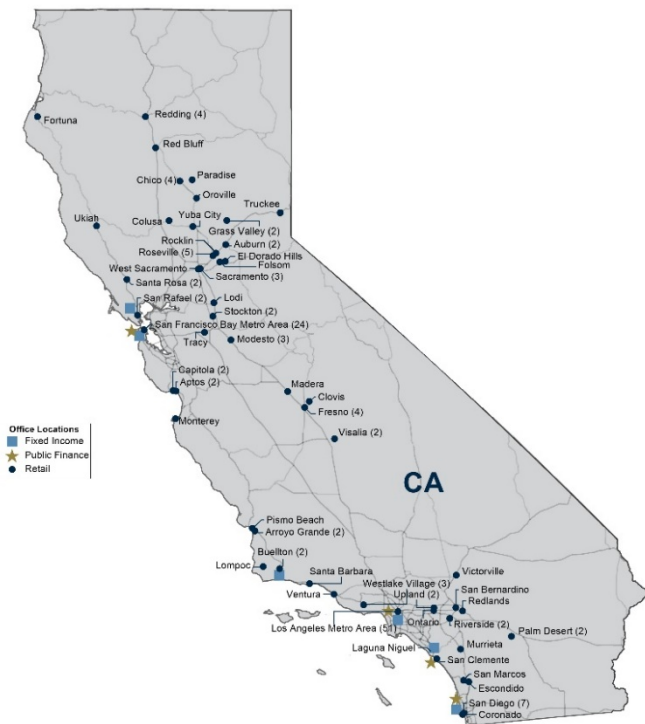 Fortuna
Redding (4)
Red Bluff
Chico (4)
Paradise
Oroville
Truckee
Ukiah
Colusa
Yuba City
Grass Valley (2)
Rocklin
Auburn (2)
Roseville (5)
El Dorado Hills
Folsom
West Sacramento
Sacramento (3)
Santa Rosa (2)
San Rafael (2)
Lodi
Stockton (2)
San Francisco Bay Metro Area (24)
Tracy
Modesto (3)
Capitola (2)
Aptos (2)
Madera
Clovis
Fresno (4)
Monterey
Visalia (2)
Office Locations
Fixed Income
Public Finance
Retail
CA
Pismo Beach
Arroyo Grande (2)
Buellton (2)
Lompoc
Santa Barbara
Victorville
Westlake Village (3)
Ventura
Upland (2)
San Bernardino
Redlands
Ontario
Riverside (2)
Los Angeles Metro Area (51)
Palm Desert (2)
Laguna Niguel
Murrieta
San Clemente
San Marcos
Escondido
San Diego (7)
Coronado